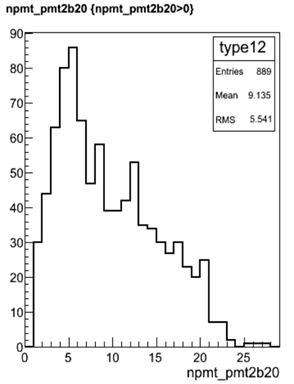 npmt_pmt2b20 {npmt_pmt2b20>0}
type12
Entries 889
Mean 9.135
RMS 5.541
90
80
70
60
50
40
30
20
10
0
0 5 10 15 20 25
npmt_pmt2b20